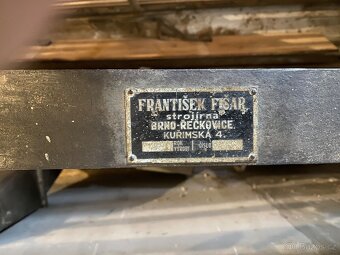 FRANTIŠEK FIŠAR
strojírna
BRNO-ŘEČKOVICE
KUŘIMSKÁ 4.